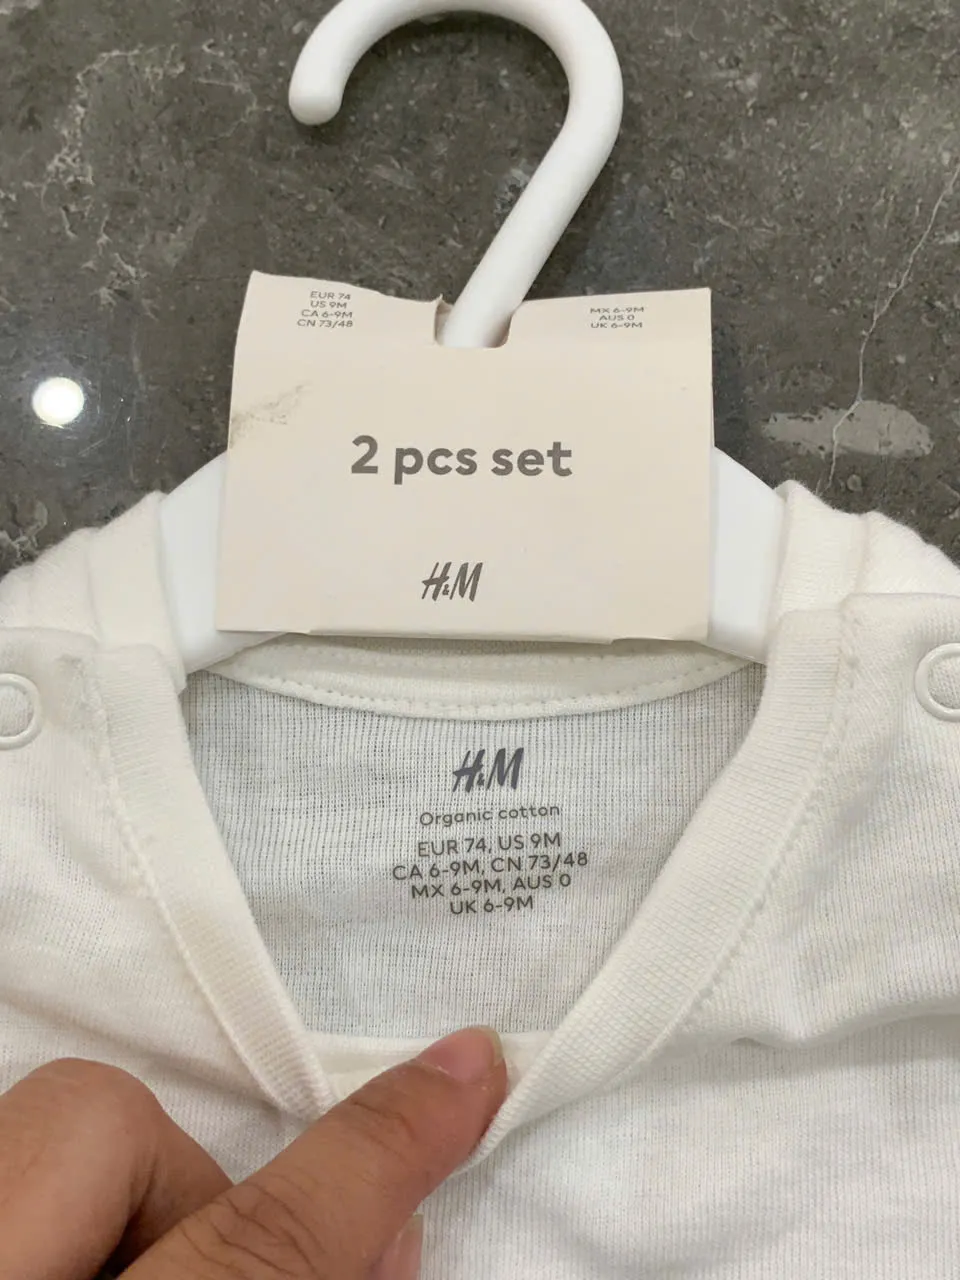 EUR 74
US 9M
CA 6-9M
CN 73/48
MX 6-9M
AUS 0
UK 6-9M
2 pcs set
H&M
H&M
Organic cotton
EUR 74, US 9M
CA 6-9M, CN 73/48
MX 6-9M, AUS 0
UK 6-9M